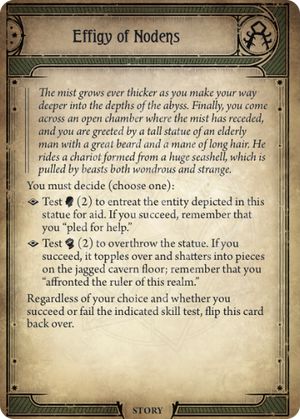 Effigy of Nodens
The mist grows ever thicker as you make your way
deeper into the depths of the abyss. Finally, you come
across an open chamber where the mist has receded,
and you are greeted by a tall statue of an elderly
man with a great beard and a mane of long hair. He
rides a chariot formed from a huge seashell, which is
pulled by beasts both wondrous and strange.
You must decide (choose one):
Test (2) to entreat the entity depicted in this
statue for aid. If you succeed, remember that
you “pled for help.”
Test (2) to overthrow the statue. If you
succeed, it topples over and shatters into pieces
on the jagged cavern floor; remember that you
“affronted the ruler of this realm.”
Regardless of your choice and whether you
succeed or fail the indicated skill test, flip this card
back over.
STORY